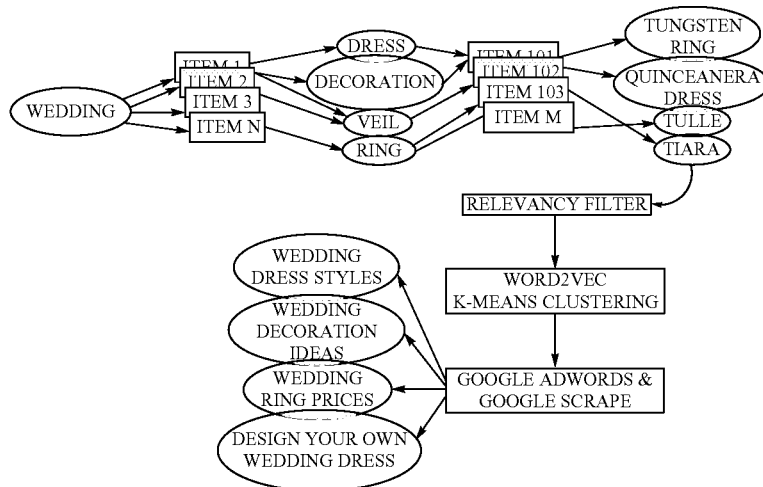 WEDDING
ITEM 1
ITEM 2
ITEM 3
ITEM N
DRESS
DECORATION
VEIL
RING
ITEM 101
ITEM 102
ITEM 103
ITEM M
TUNGSTEN
RING
QUINCEANERA
DRESS
TULLE
TIARA
RELEVANCY FILTER
WORD2VEC
K-MEANS CLUSTERING
GOOGLE ADWORDS &
GOOGLE SCRAPE
WEDDING
DRESS STYLES
WEDDING
DECORATION
IDEAS
WEDDING
RING PRICES
DESIGN YOUR OWN
WEDDING DRESS